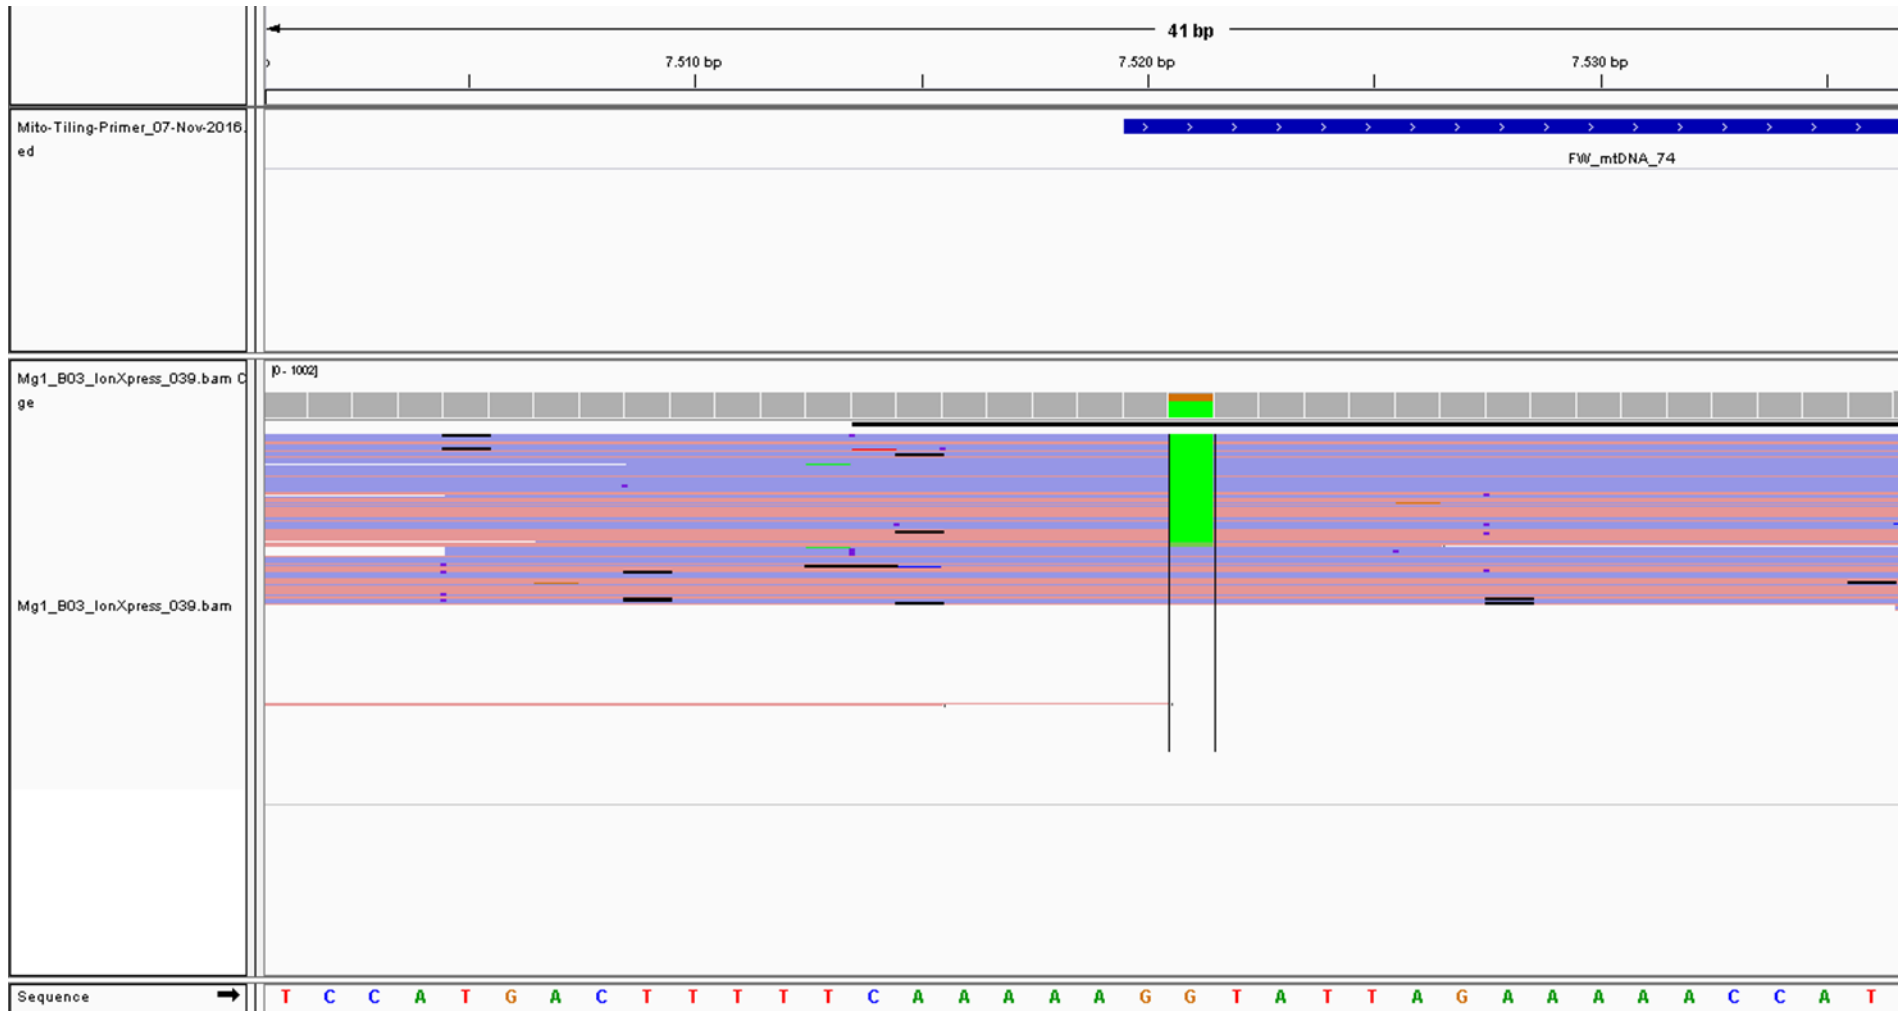 41 bp
7.510 bp 7.520 bp 7.530 bp
Mito-Tiling-Primer_07-Nov-2016.
ed
FW_mtDNA_74
Mg1_B03_IonXpress_039.bam C
ge
[0 - 1002]
Mg1_B03_IonXpress_039.bam
Sequence T C C A T G A C T T T T T C A A A A A G G T A T T A G A A A A A C C A T